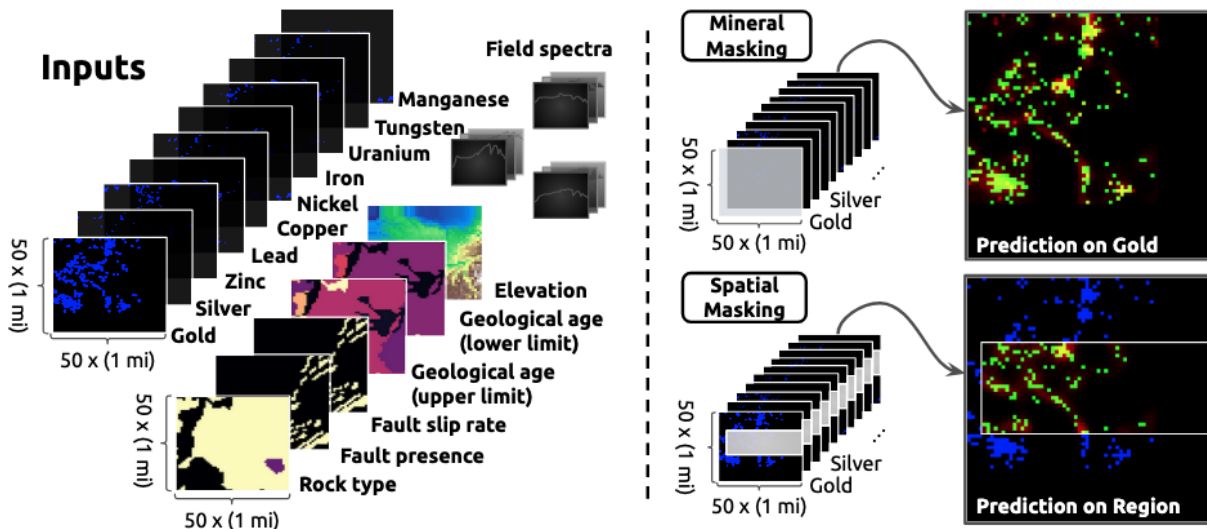 Inputs
Field spectra
Manganese
Tungsten
Uranium
Iron
Nickel
Copper
Lead
Zinc
Silver
Gold
50 x (1 mi)
50 x (1 mi)
Elevation
Geological age
(lower limit)
Geological age
(upper limit)
Fault slip rate
Fault presence
Rock type
50 x (1 mi)
50 x (1 mi)
Mineral
Masking
50 x (1 mi)
Silver
Gold
50 x (1 mi)
...
Prediction on Gold
Spatial
Masking
50 x (1 mi)
Silver
Gold
50 x (1 mi)
...
Prediction on Region